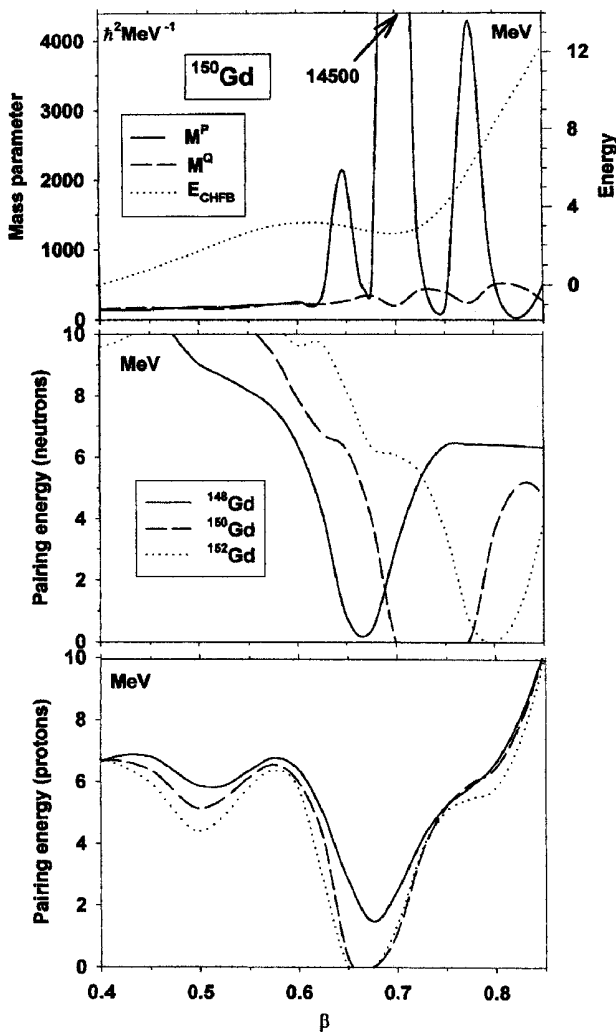 ℏ²MeV⁻¹
MeV
¹⁵⁰Gd
14500
Mᴾ
M^Q
E_CHFB
Mass parameter
4000
3000
2000
1000
0
Energy
12
8
4
0
MeV
Pairing energy (neutrons)
10
8
6
4
2
0
¹⁴⁸Gd
¹⁵⁰Gd
¹⁵²Gd
MeV
Pairing energy (protons)
10
8
6
4
2
0
0.4
0.5
0.6
0.7
0.8
β